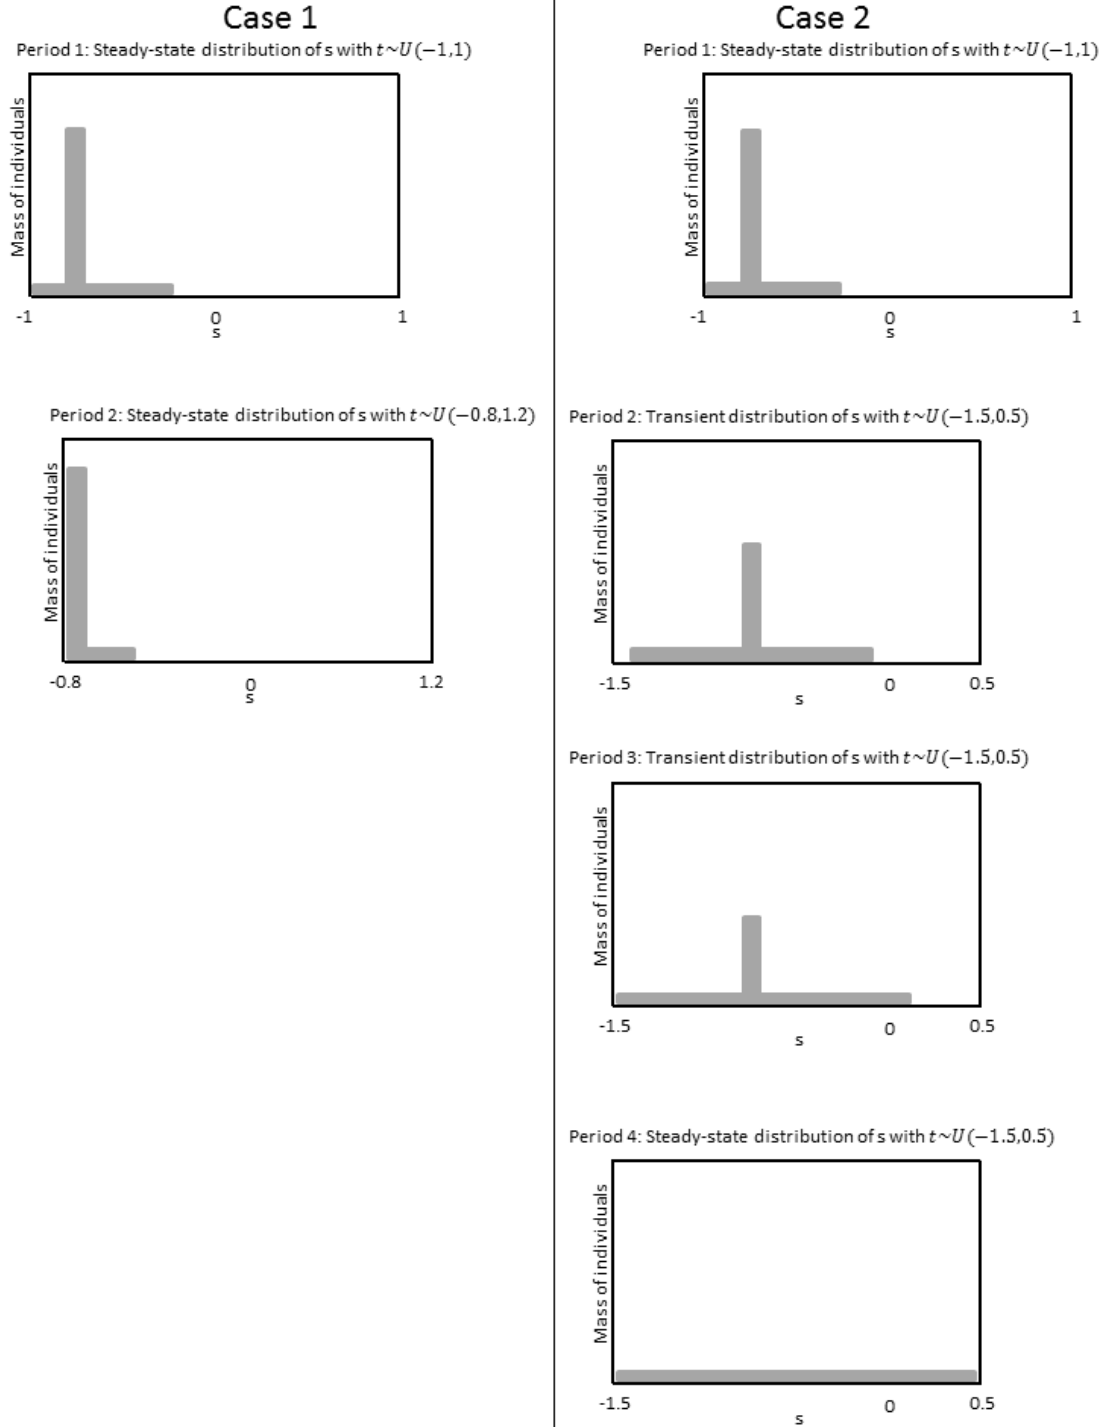 Case 1
Period 1: Steady-state distribution of s with t~U(−1,1)
Mass of individuals
-1 0 1
s
Period 2: Steady-state distribution of s with t~U(−0.8,1.2)
Mass of individuals
-0.8 0 1.2
s
Case 2
Period 1: Steady-state distribution of s with t~U(−1,1)
Mass of individuals
-1 0 1
s
Period 2: Transient distribution of s with t~U(−1.5,0.5)
Mass of individuals
-1.5 0 0.5
s
Period 3: Transient distribution of s with t~U(−1.5,0.5)
Mass of individuals
-1.5 0 0.5
s
Period 4: Steady-state distribution of s with t~U(−1.5,0.5)
Mass of individuals
-1.5 0 0.5
s